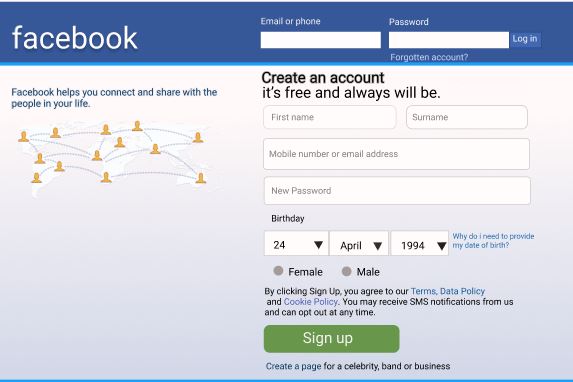 facebook
Email or phone
Password
Log in
Forgotten account?
Facebook helps you connect and share with the
people in your life.
Create an account
it's free and always will be.
First name
Surname
Mobile number or email address
New Password
Birthday
24
April
1994
Why do i need to provide
my date of birth?
Female
Male
By clicking Sign Up, you agree to our Terms, Data Policy
and Cookie Policy. You may receive SMS notifications from us
and can opt out at any time.
Sign up
Create a page for a celebrity, band or business